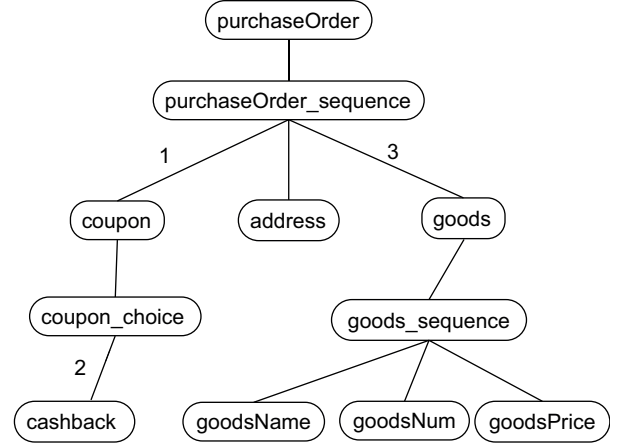 purchaseOrder
purchaseOrder_sequence
1
3
coupon
address
goods
coupon_choice
goods_sequence
2
cashback
goodsName
goodsNum
goodsPrice